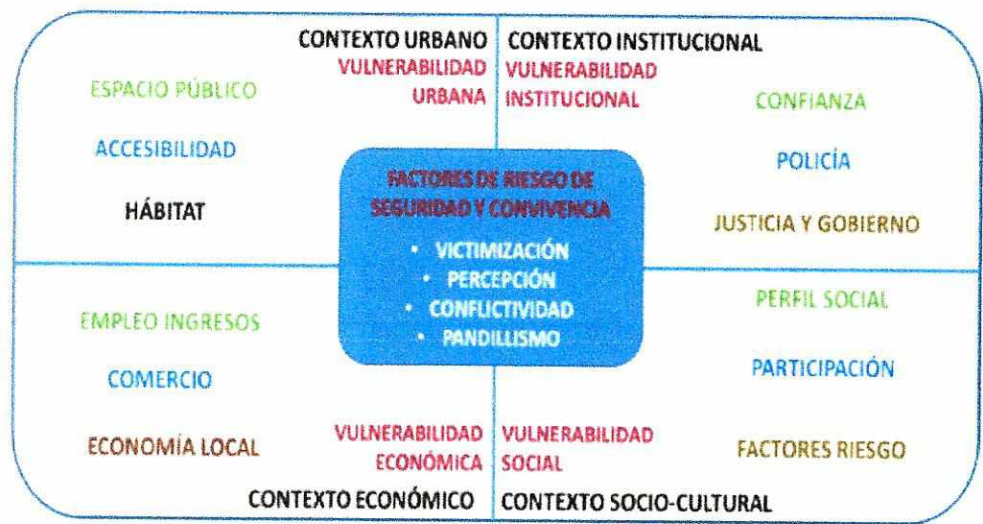 CONTEXTO URBANO
VULNERABILIDAD
URBANA
ESPACIO PÚBLICO
ACCESIBILIDAD
HÁBITAT
CONTEXTO INSTITUCIONAL
VULNERABILIDAD
INSTITUCIONAL
CONFIANZA
POLICÍA
JUSTICIA Y GOBIERNO
FACTORES DE RIESGO DE
SEGURIDAD Y CONVIVENCIA
• VICTIMIZACIÓN
• PERCEPCIÓN
• CONFLICTIVIDAD
• PANDILLISMO
EMPLEO INGRESOS
COMERCIO
ECONOMÍA LOCAL
VULNERABILIDAD
ECONÓMICA
CONTEXTO ECONÓMICO
PERFIL SOCIAL
PARTICIPACIÓN
FACTORES RIESGO
VULNERABILIDAD
SOCIAL
CONTEXTO SOCIO-CULTURAL